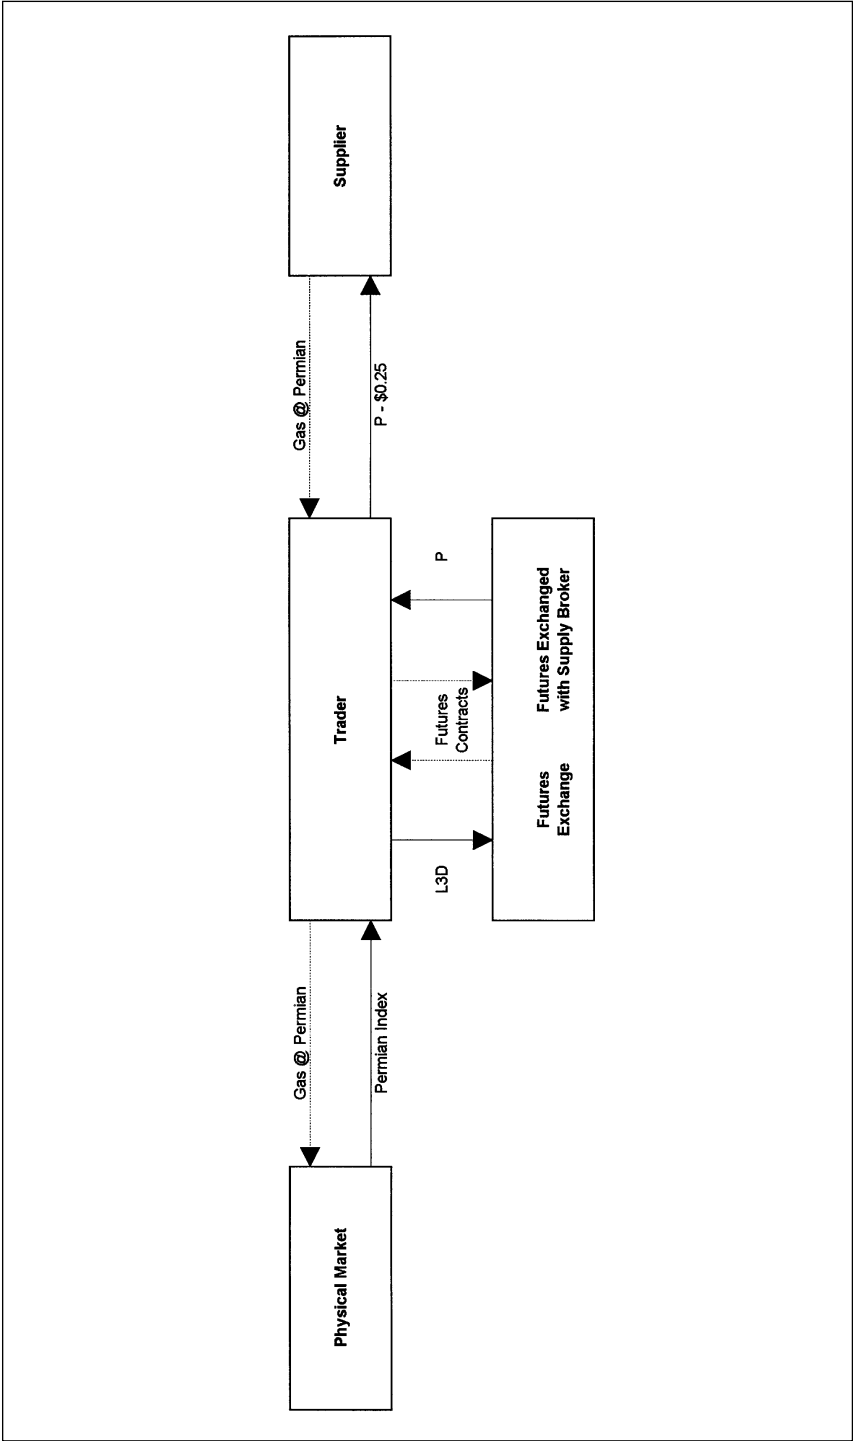 Physical Market
Gas @ Permian
Permian Index
Trader
L3D
Futures
Contracts
P
Futures
Exchange
Futures Exchanged
with Supply Broker
Gas @ Permian
P - $0.25
Supplier